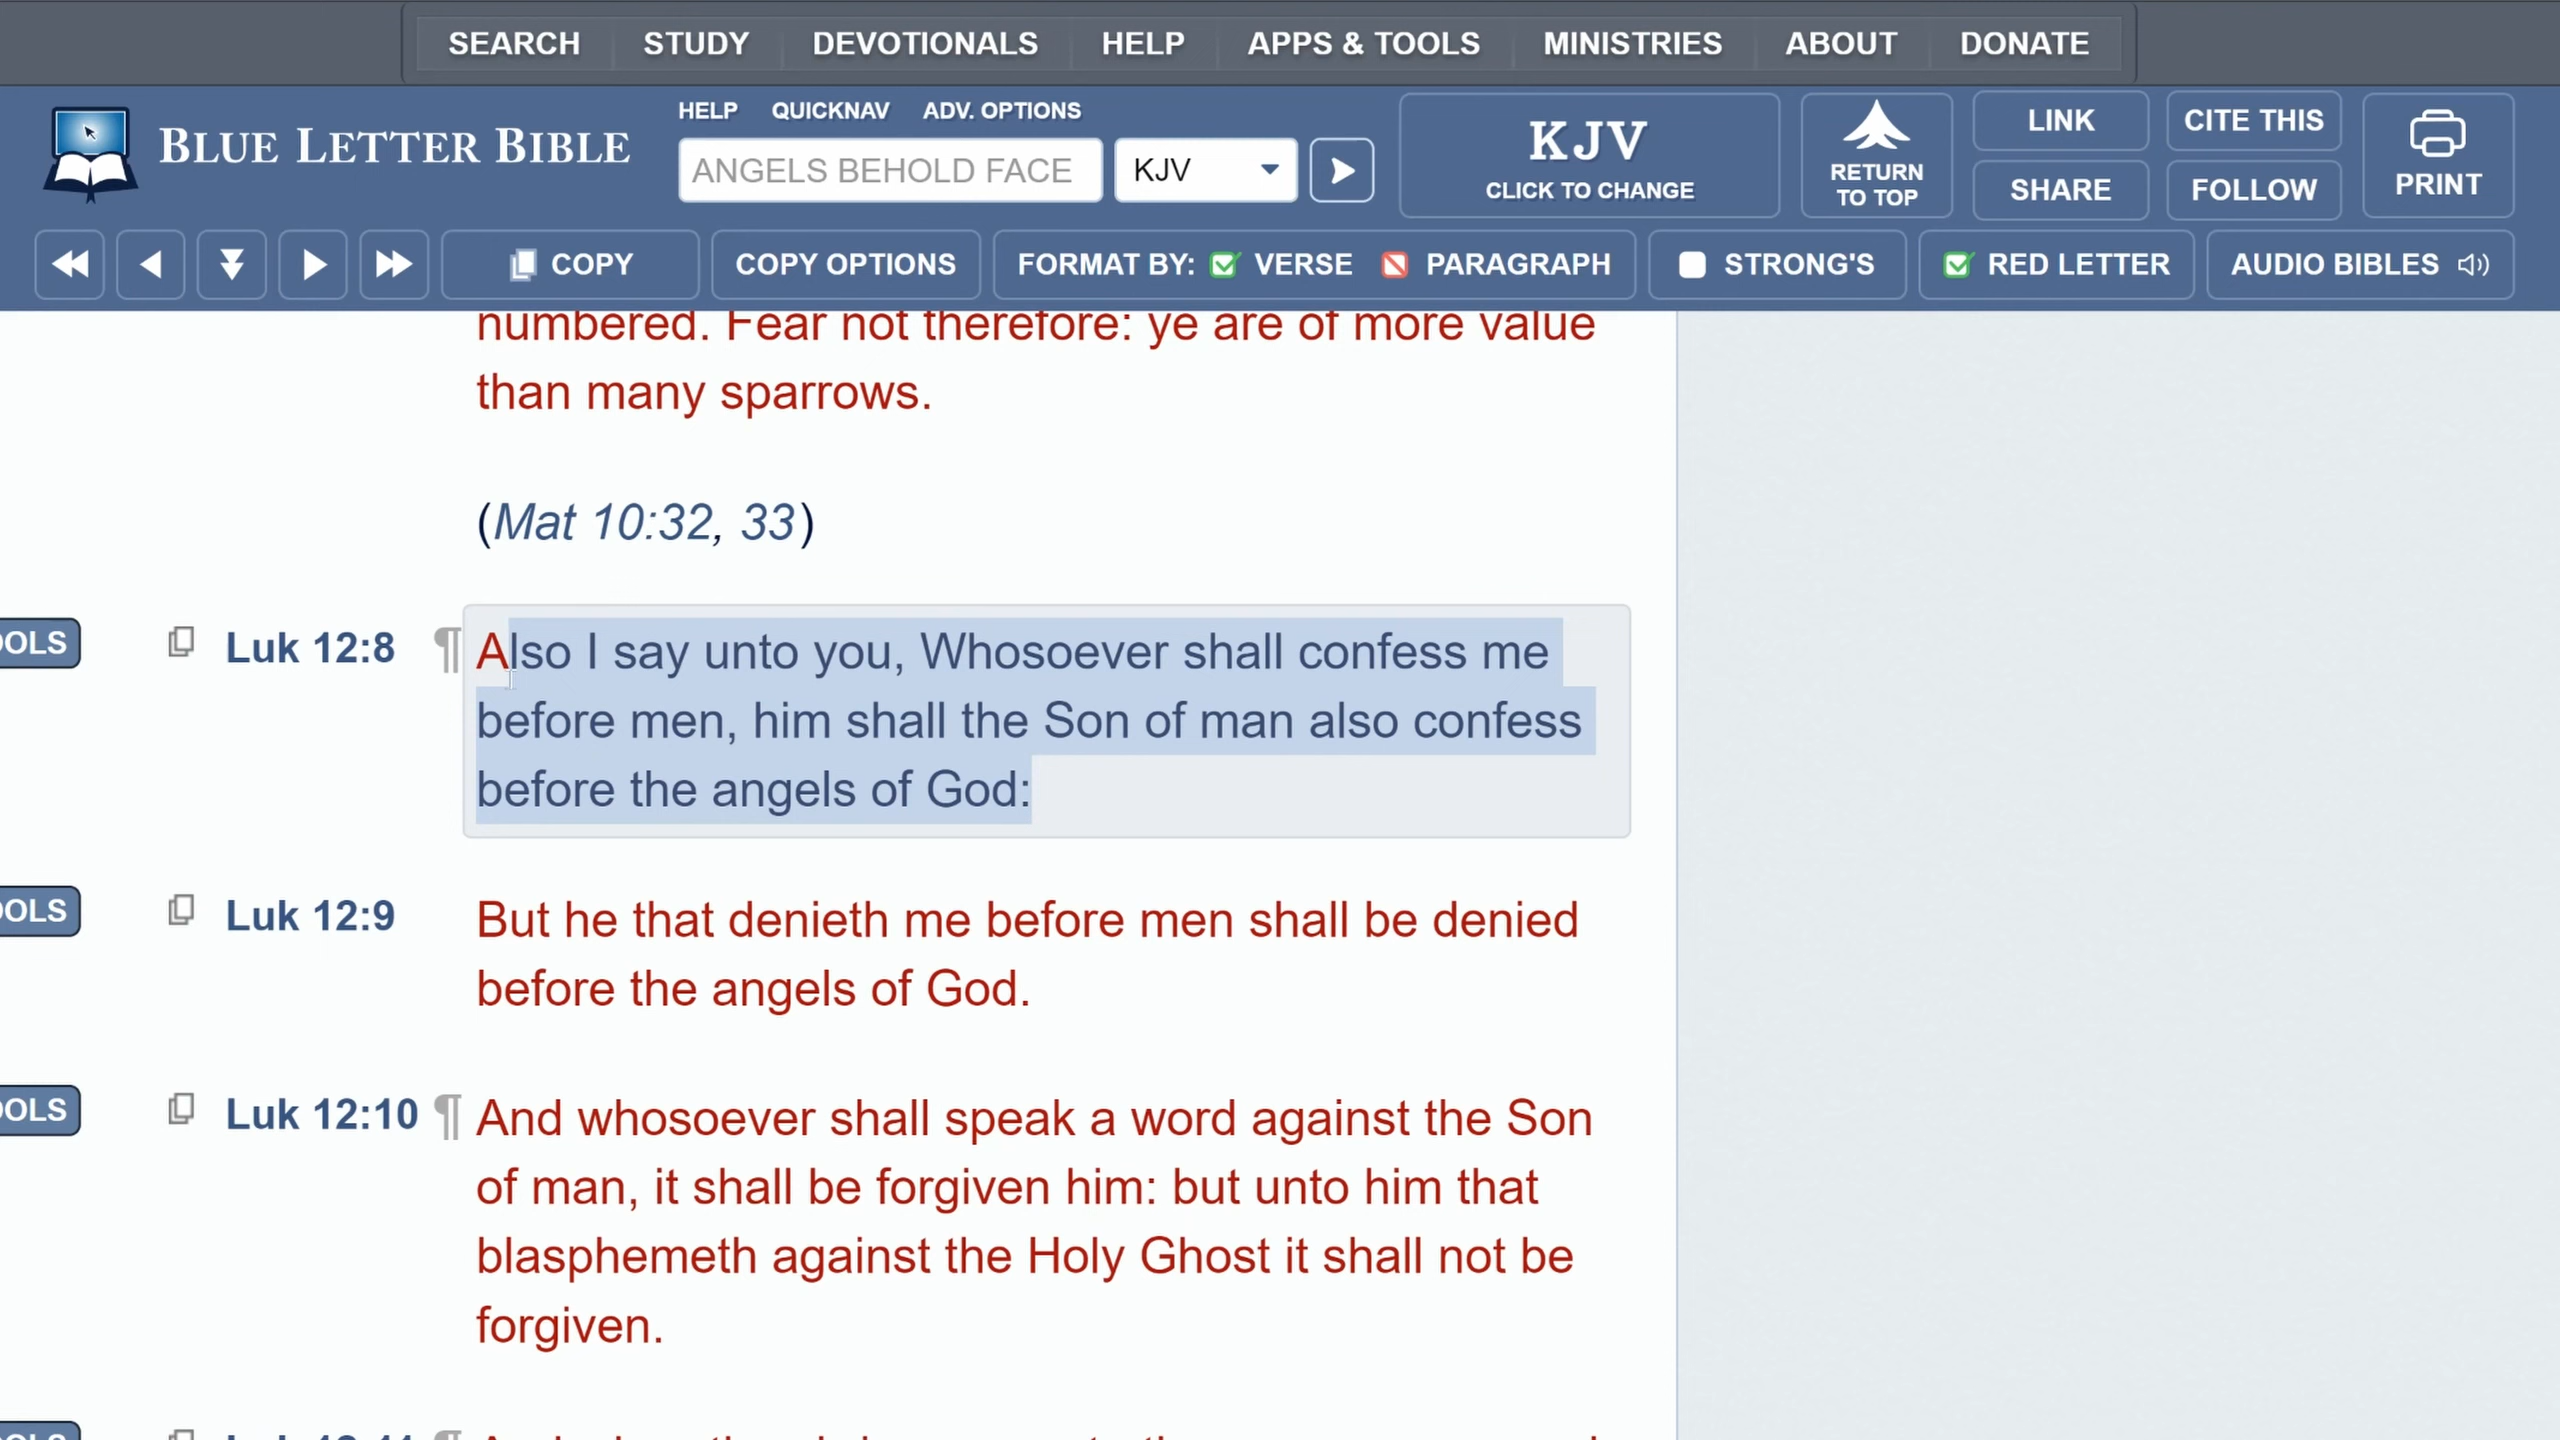 SEARCH STUDY DEVOTIONALS HELP APPS & TOOLS MINISTRIES ABOUT DONATE
BLUE LETTER BIBLE
HELP QUICKNAV ADV. OPTIONS
ANGELS BEHOLD FACE KJV
KJV
CLICK TO CHANGE
RETURN
TO TOP
LINK CITE THIS
SHARE FOLLOW
PRINT
COPY COPY OPTIONS FORMAT BY: VERSE PARAGRAPH STRONG'S RED LETTER AUDIO BIBLES
numbered. Fear not therefore: ye are of more value
than many sparrows.
(Mat 10:32, 33)
OOLS Luk 12:8 ¶ Also I say unto you, Whosoever shall confess me
before men, him shall the Son of man also confess
before the angels of God:
OOLS Luk 12:9 But he that denieth me before men shall be denied
before the angels of God.
OOLS Luk 12:10 ¶ And whosoever shall speak a word against the Son
of man, it shall be forgiven him: but unto him that
blasphemeth against the Holy Ghost it shall not be
forgiven.